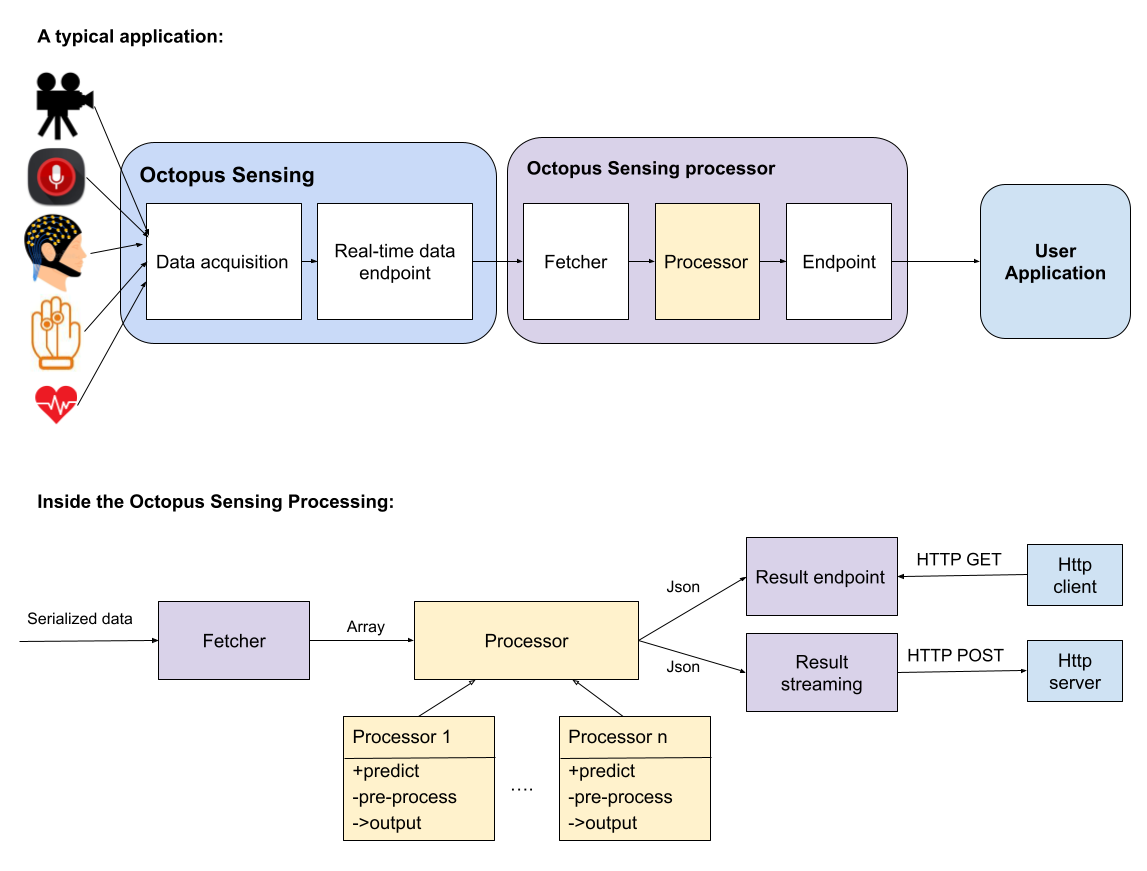 A typical application:
Octopus Sensing
Octopus Sensing processor
Data acquisition
Real-time data
endpoint
Fetcher
Processor
Endpoint
User
Application
Inside the Octopus Sensing Processing:
Serialized data
Fetcher
Array
Processor
Json
Json
Result endpoint
HTTP GET
Http
client
Result
streaming
HTTP POST
Http
server
Processor 1
+predict
-pre-process
->output
....
Processor n
+predict
-pre-process
->output